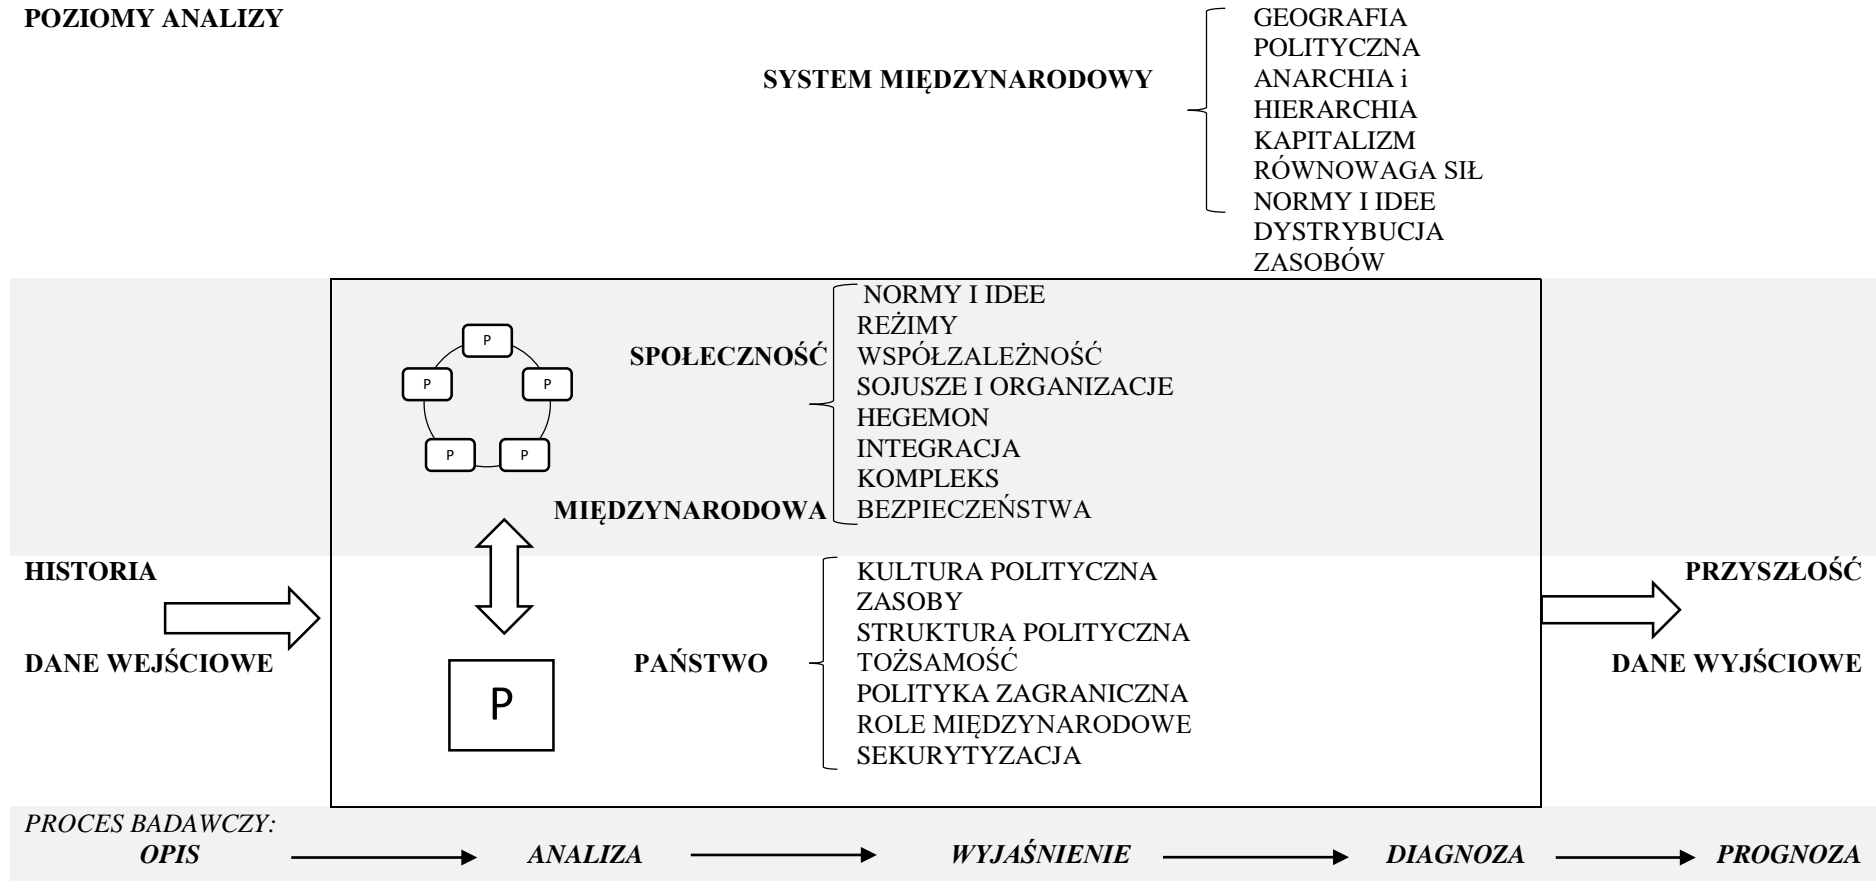 POZIOMY ANALIZY
SYSTEM MIĘDZYNARODOWY
GEOGRAFIA
POLITYCZNA
ANARCHIA i
HIERARCHIA
KAPITALIZM
RÓWNOWAGA SIŁ
NORMY I IDEE
DYSTRYBUCJA
ZASOBÓW
P
P
P
P
P
SPOŁECZNOŚĆ
MIĘDZYNARODOWA
NORMY I IDEE
REŻIMY
WSPÓŁZALEŻNOŚĆ
SOJUSZE I ORGANIZACJE
HEGEMON
INTEGRACJA
KOMPLEKS
BEZPIECZEŃSTWA
HISTORIA
DANE WEJŚCIOWE
P
PAŃSTWO
KULTURA POLITYCZNA
ZASOBY
STRUKTURA POLITYCZNA
TOŻSAMOŚĆ
POLITYKA ZAGRANICZNA
ROLE MIĘDZYNARODOWE
SEKURYTYZACJA
PRZYSZŁOŚĆ
DANE WYJŚCIOWE
PROCES BADAWCZY:
OPIS ANALIZA WYJAŚNIENIE DIAGNOZA PROGNOZA